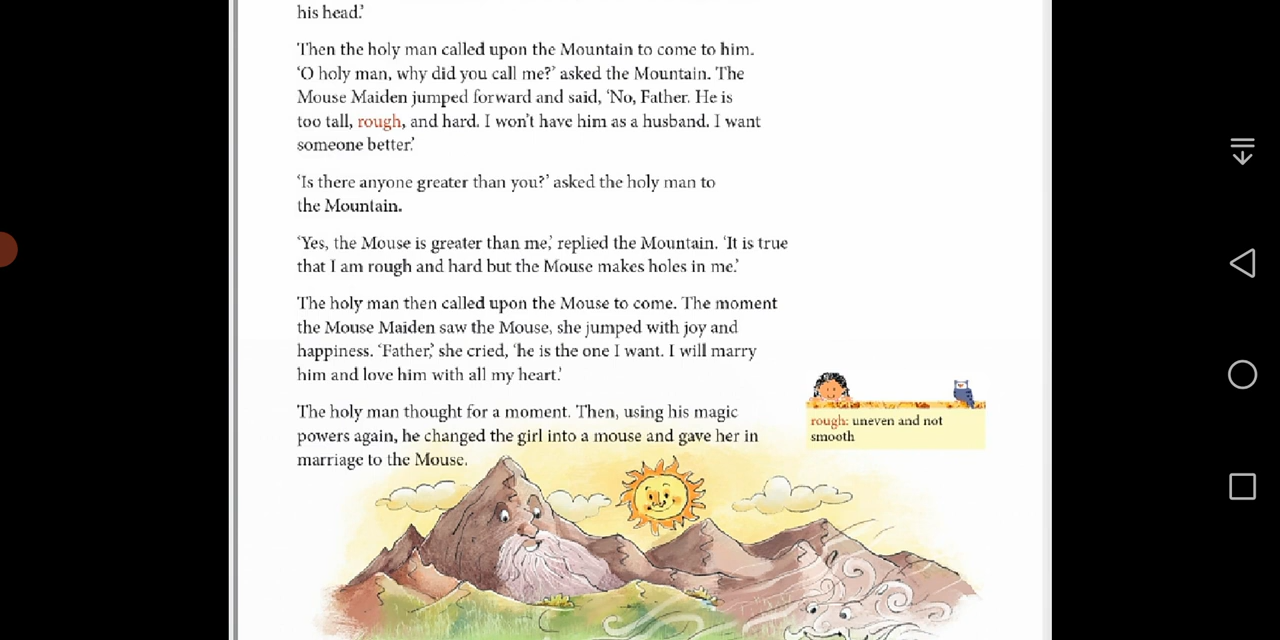 his head.’
Then the holy man called upon the Mountain to come to him.
‘O holy man, why did you call me?’ asked the Mountain. The
Mouse Maiden jumped forward and said, ‘No, Father. He is
too tall, rough, and hard. I won’t have him as a husband. I want
someone better.’
‘Is there anyone greater than you?’ asked the holy man to
the Mountain.
‘Yes, the Mouse is greater than me,’ replied the Mountain. ‘It is true
that I am rough and hard but the Mouse makes holes in me.’
The holy man then called upon the Mouse to come. The moment
the Mouse Maiden saw the Mouse, she jumped with joy and
happiness. ‘Father,’ she cried, ‘he is the one I want. I will marry
him and love him with all my heart.’
The holy man thought for a moment. Then, using his magic
powers again, he changed the girl into a mouse and gave her in
marriage to the Mouse.
rough: uneven and not
smooth